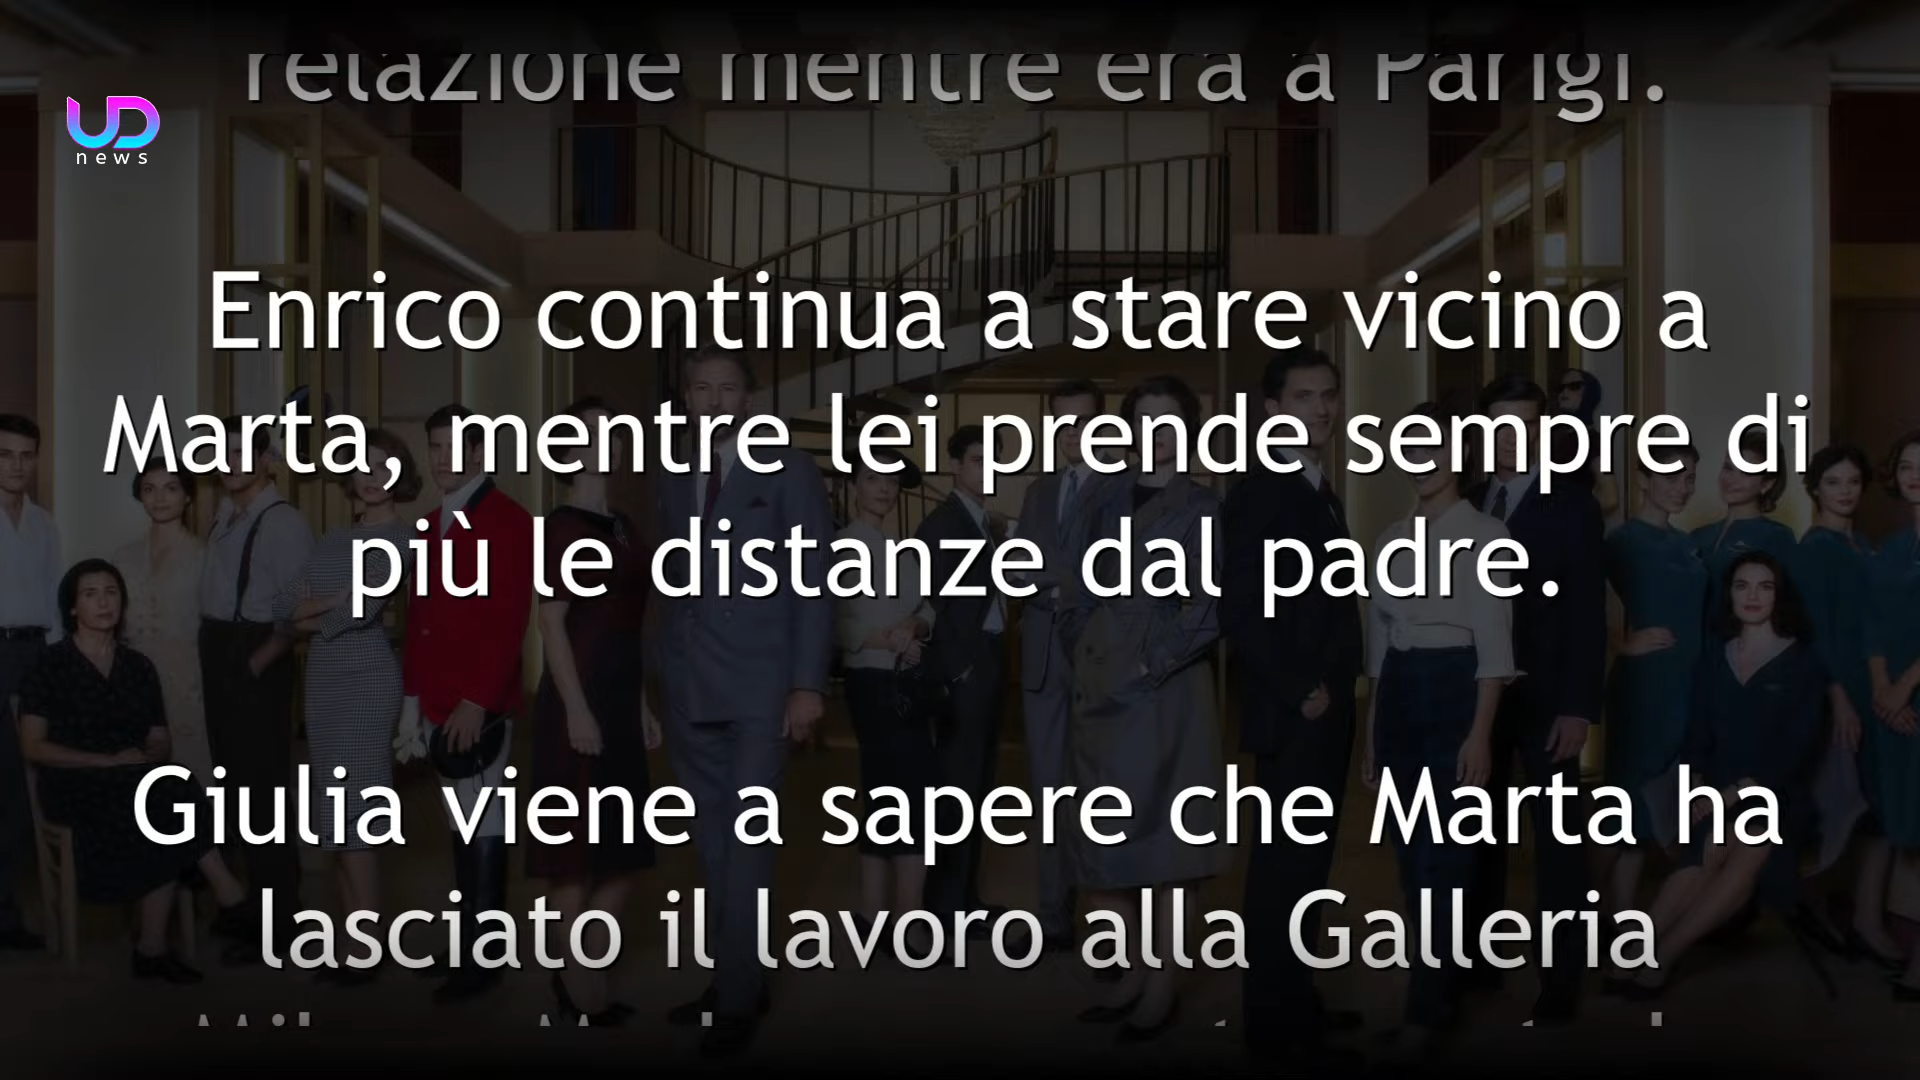 relazione mentre era a Parigi.
UD
news
Enrico continua a stare vicino a
Marta, mentre lei prende sempre di
più le distanze dal padre.
Giulia viene a sapere che Marta ha
lasciato il lavoro alla Galleria